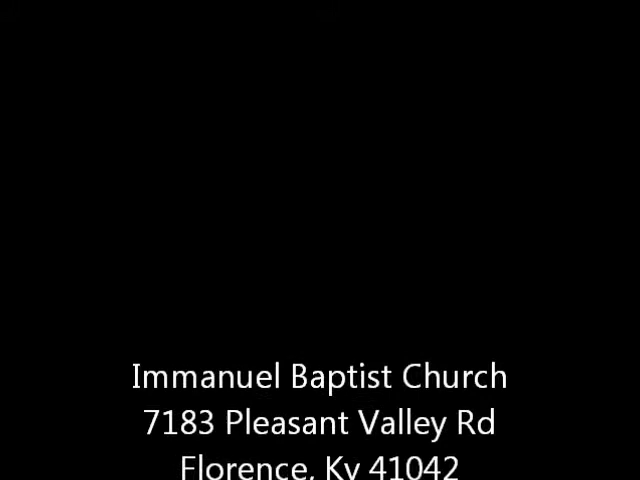 Immanuel Baptist Church
7183 Pleasant Valley Rd
Florence, Ky 41042